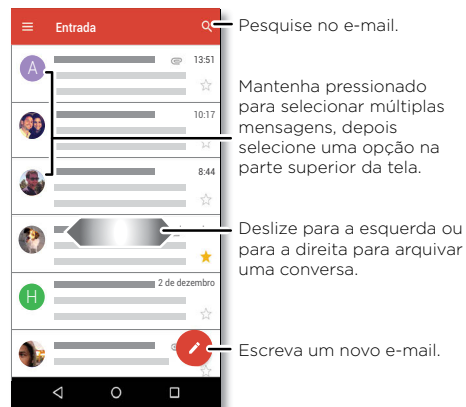 Entrada
Pesquise no e-mail.
A
13:51
Mantenha pressionado
para selecionar múltiplas
mensagens, depois
selecione uma opção na
parte superior da tela.
10:17
8:44
Deslize para a esquerda ou
para a direita para arquivar
uma conversa.
2 de dezembro
H
Escreva um novo e-mail.